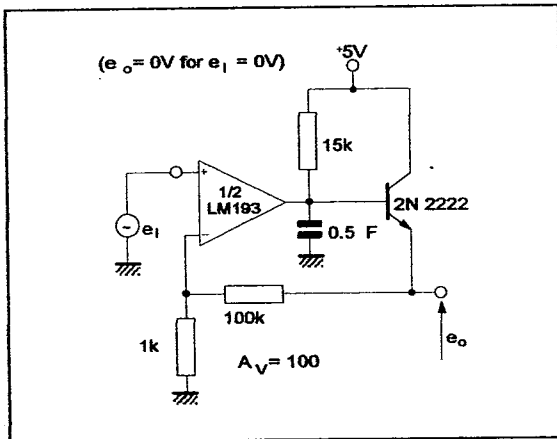 +5V
(e o = 0V for e I = 0V)
15k
1/2
LM193
2N 2222
0.5 F
e I
100k
1k
e o
A V = 100